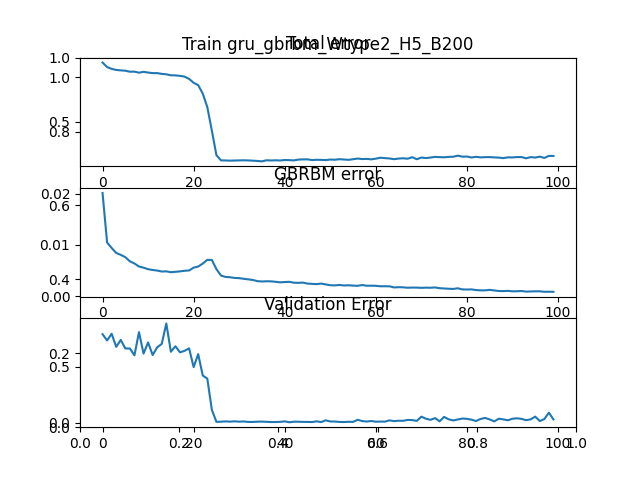 Train gru_gbrbm_Wtype2_H5_B200
Total error
1.0
1.0
0.5
0.8
0 20 40 60 80 100
GBRBM error
0.02
0.6
0.01
0.4
0.00
0 20 40 60 80 100
Validation Error
0.2
0.5
0.0
0.0
0.0 0 0.2 20 0.4 40 0.6 60 0.8 80 100 1.0